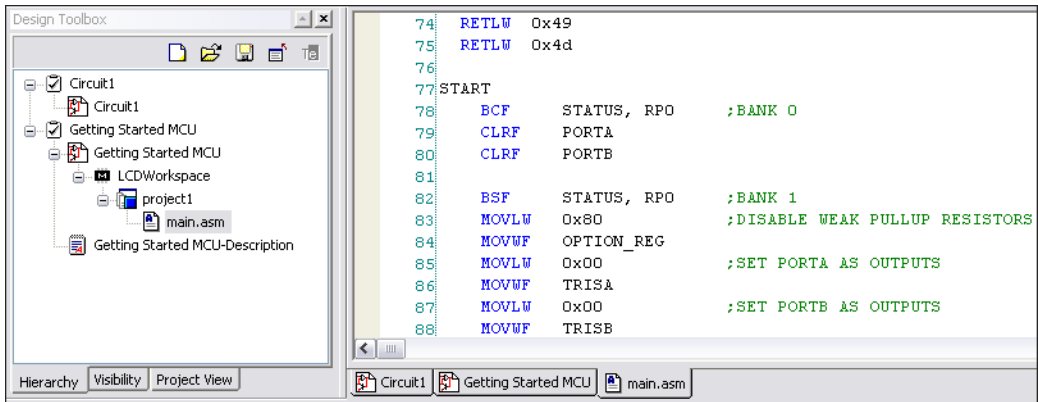 Design Toolbox
Te
Circuit1
Circuit1
Getting Started MCU
Getting Started MCU
LCDWorkspace
project1
main.asm
Getting Started MCU-Description
Hierarchy Visibility Project View
74 RETLW 0x49
75 RETLW 0x4d
76
77 START
78 BCF STATUS, RP0 ;BANK 0
79 CLRF PORTA
80 CLRF PORTB
81
82 BSF STATUS, RP0 ;BANK 1
83 MOVLW 0x80 ;DISABLE WEAK PULLUP RESISTORS
84 MOVWF OPTION_REG
85 MOVLW 0x00 ;SET PORTA AS OUTPUTS
86 MOVWF TRISA
87 MOVLW 0x00 ;SET PORTB AS OUTPUTS
88 MOVWF TRISB
Circuit1 Getting Started MCU main.asm